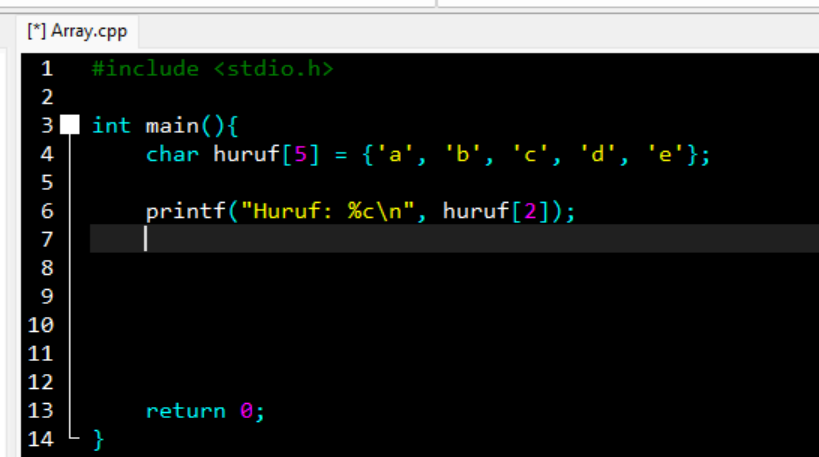 [*] Array.cpp
1 #include <stdio.h>
2
3 int main(){
4 char huruf[5] = {'a', 'b', 'c', 'd', 'e'};
5
6 printf("Huruf: %c\n", huruf[2]);
7
8
9
10
11
12
13 return 0;
14 }